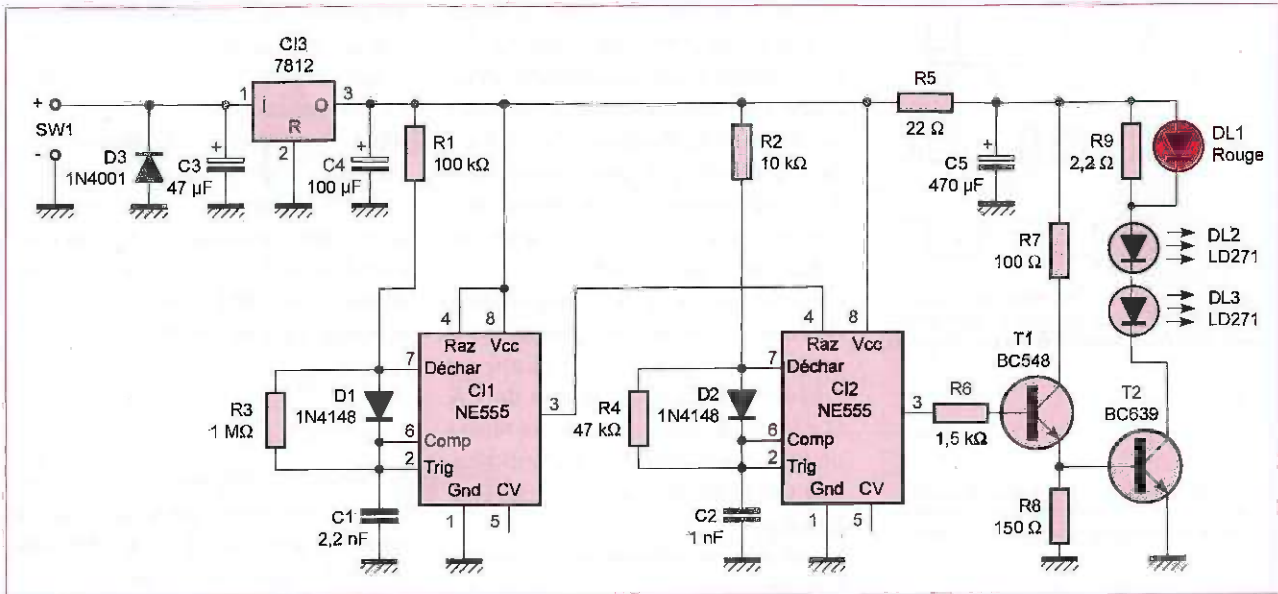 +
SW1
-
D3
1N4001
C3
47 µF
+
CI3
7812
1
I
O
3
R
2
C4
100 µF
+
R1
100 kΩ
R2
10 kΩ
R5
22 Ω
C5
470 µF
+
R9
2,2 Ω
DL1
Rouge
R7
100 Ω
DL2
LD271
DL3
LD271
R3
1 MΩ
D1
1N4148
C1
2,2 nF
4
8
Raz
Vcc
7
Déchar
CI1
NE555
3
6
Comp
2
Trig
Gnd
CV
1
5
R4
47 kΩ
D2
1N4148
C2
1 nF
4
8
Raz
Vcc
7
Déchar
CI2
NE555
3
6
Comp
2
Trig
Gnd
CV
1
5
R6
1,5 kΩ
T1
BC548
T2
BC639
R8
150 Ω